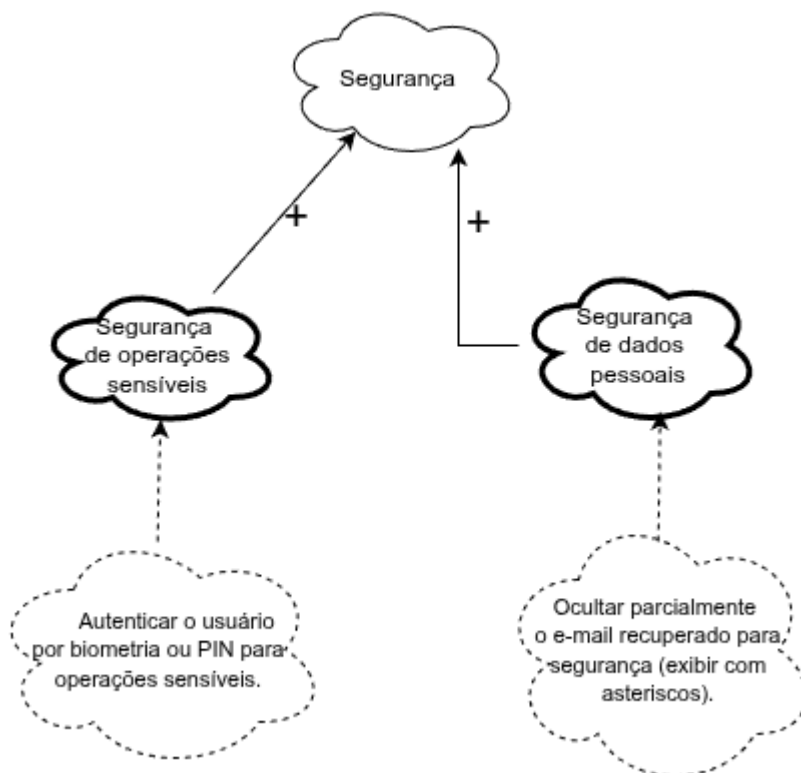 Segurança
+
+
Segurança
de operações
sensíveis
Segurança
de dados
pessoais
Autenticar o usuário
por biometria ou PIN para
operações sensíveis.
Ocultar parcialmente
o e-mail recuperado para
segurança (exibir com
asteriscos).